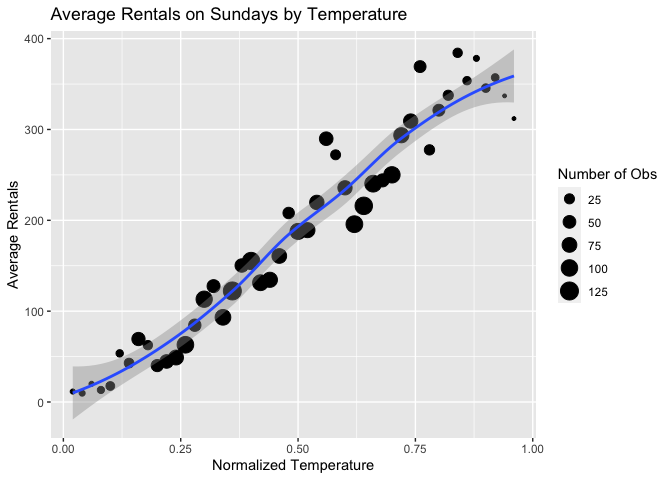 Average Rentals on Sundays by Temperature
400
300
200
100
0
Average Rentals
0.00 0.25 0.50 0.75 1.00
Normalized Temperature
Number of Obs
25
50
75
100
125